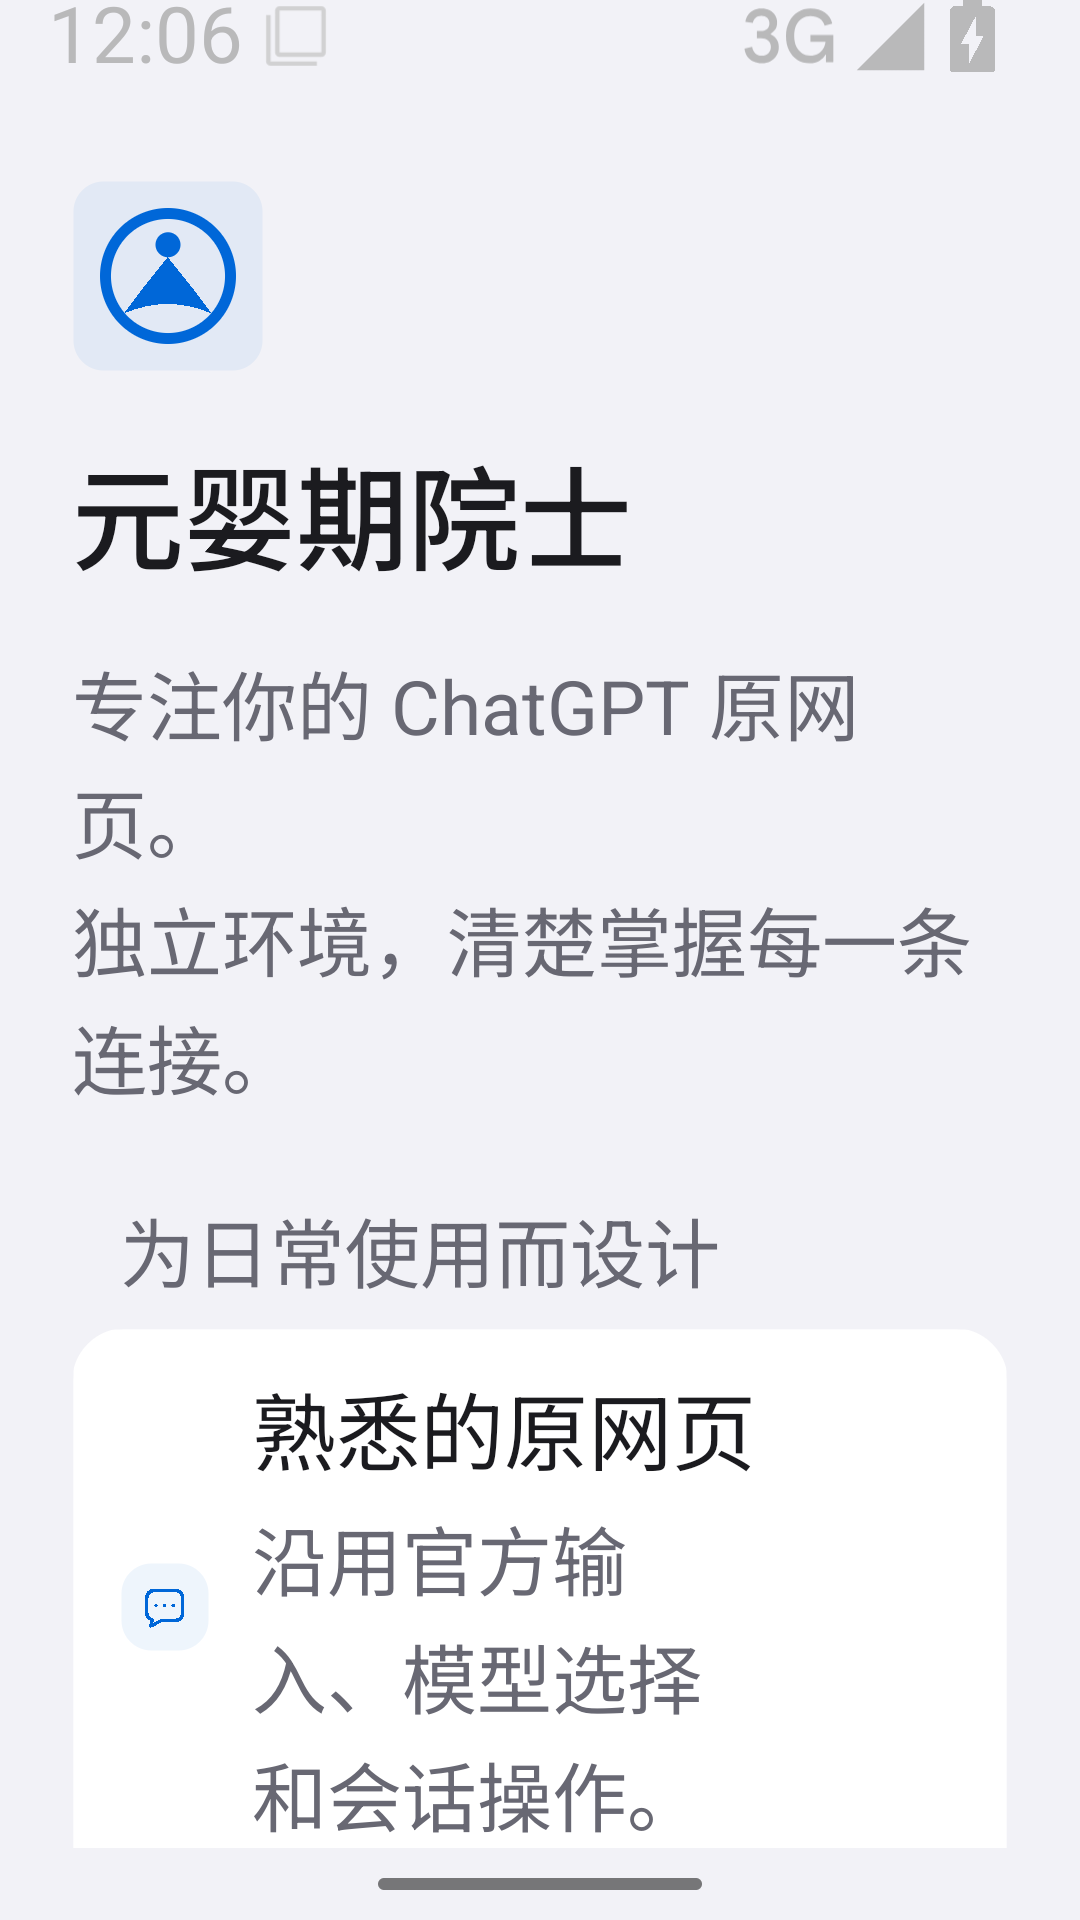 12:06
3G
元婴期院士
专注你的 ChatGPT 原网
页。
独立环境，清楚掌握每一条
连接。
为日常使用而设计
熟悉的原网页
沿用官方输
入、模型选择
和会话操作。